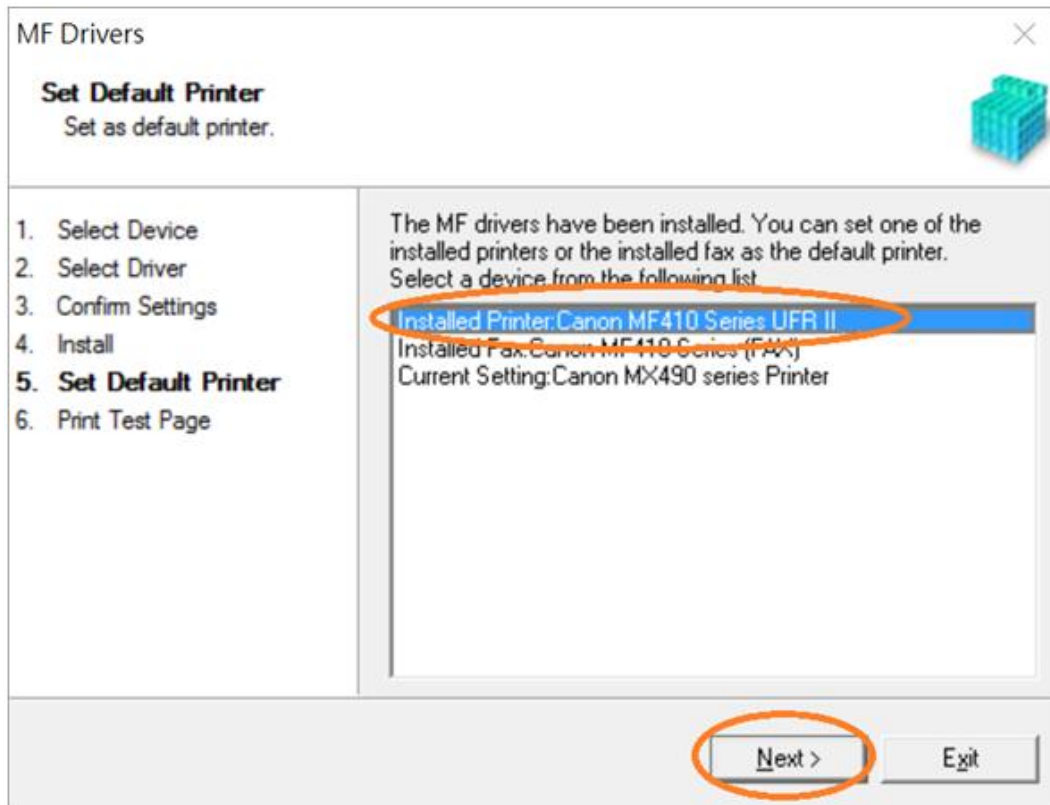 MF Drivers
Set Default Printer
Set as default printer.
1. Select Device
2. Select Driver
3. Confirm Settings
4. Install
5. Set Default Printer
6. Print Test Page
The MF drivers have been installed. You can set one of the
installed printers or the installed fax as the default printer.
Select a device from the following list.
Installed Printer:Canon MF410 Series UFR II
Installed Fax:Canon MF410 Series (FAX)
Current Setting:Canon MX490 series Printer
Next >
Exit